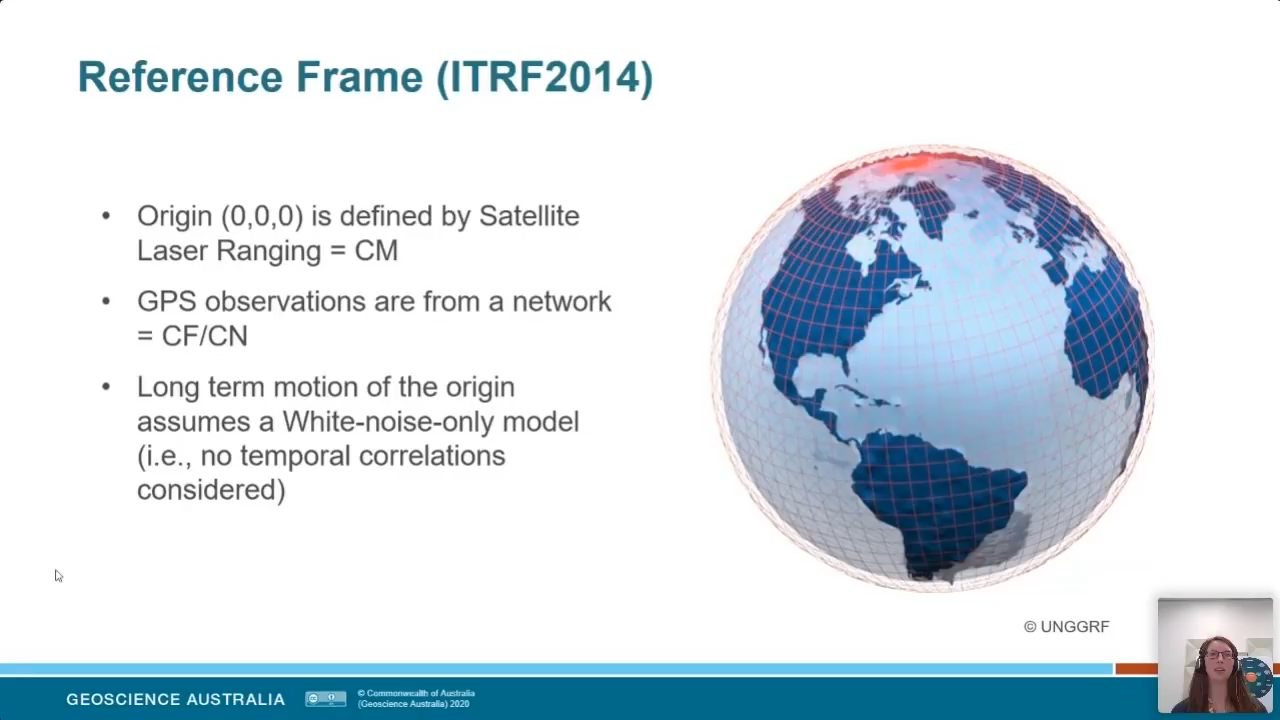 Reference Frame (ITRF2014)
• Origin (0,0,0) is defined by Satellite
Laser Ranging = CM
• GPS observations are from a network
= CF/CN
• Long term motion of the origin
assumes a White-noise-only model
(i.e., no temporal correlations
considered)
© UNGGRF
GEOSCIENCE AUSTRALIA
© Commonwealth of Australia
(Geoscience Australia) 2020